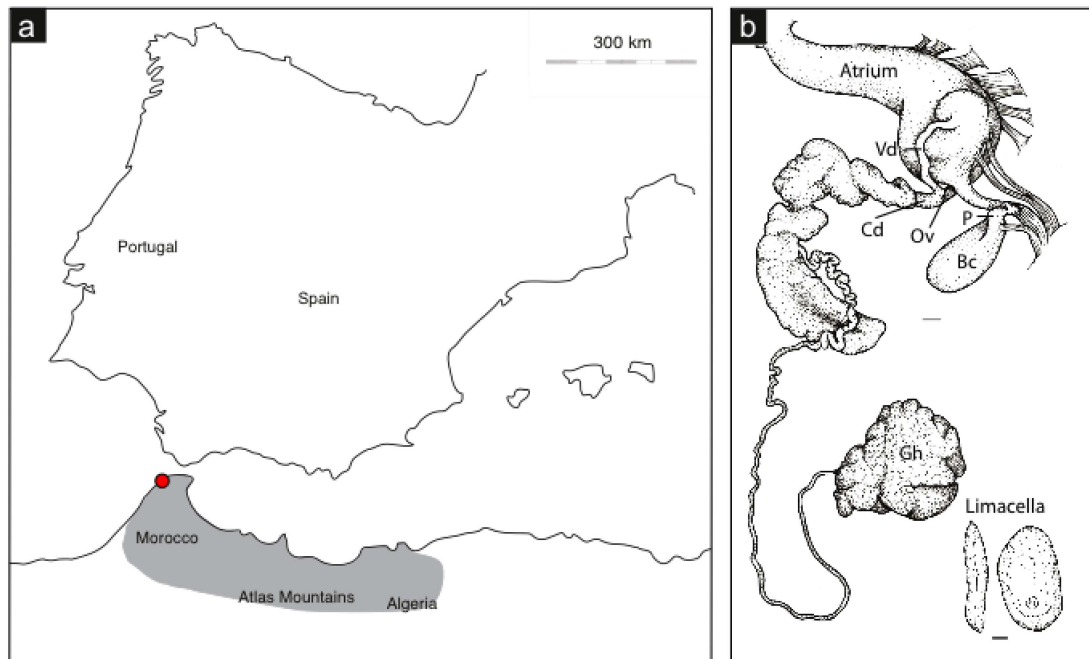 a
300 km
Portugal
Spain
Morocco
Atlas Mountains
Algeria
b
Atrium
Vd
Cd
Ov
P
Bc
Gh
Limacella